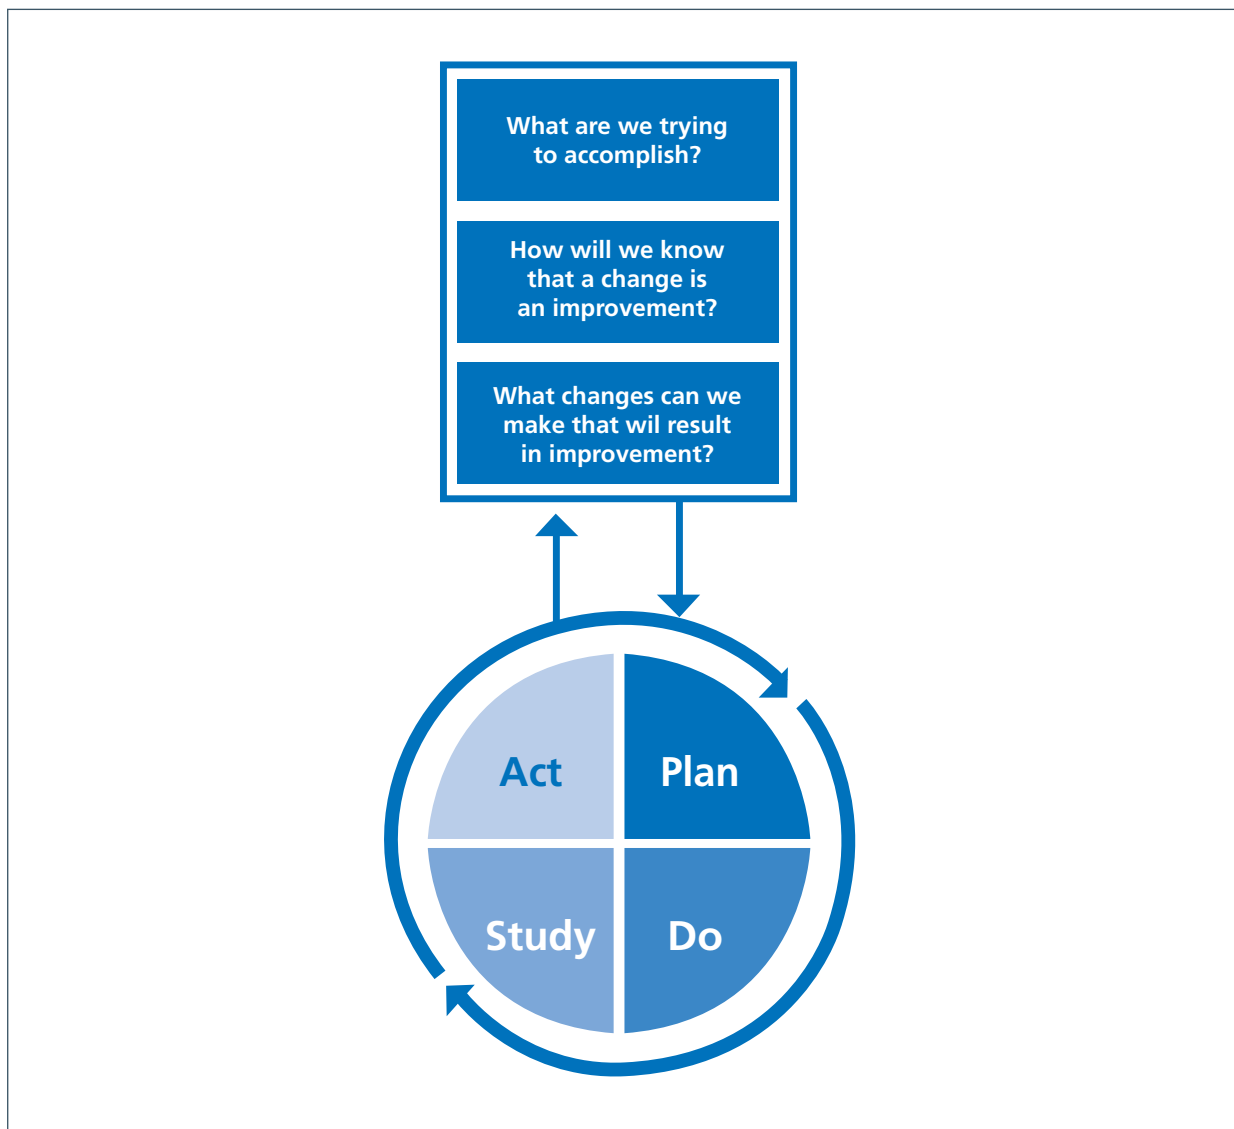 What are we trying
to accomplish?
How will we know
that a change is
an improvement?
What changes can we
make that wil result
in improvement?
Act
Plan
Study
Do